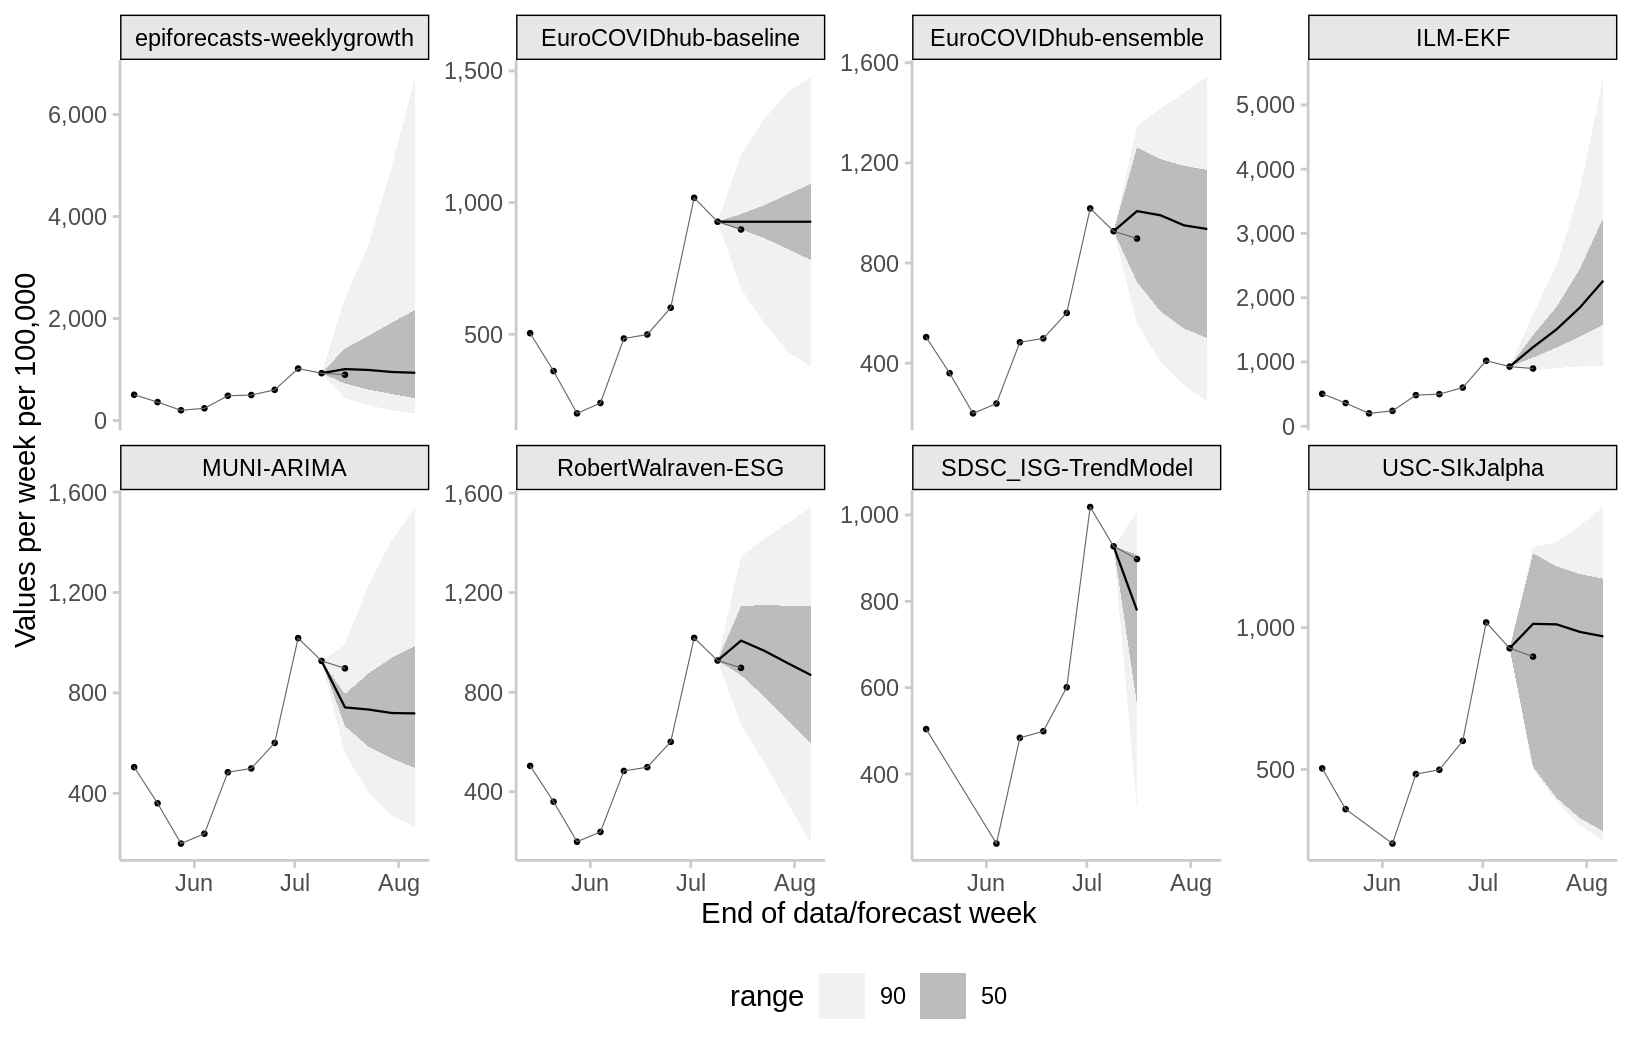 epiforecasts-weeklygrowth
EuroCOVIDhub-baseline
EuroCOVIDhub-ensemble
ILM-EKF
6,000
4,000
2,000
0
1,500
1,000
500
1,600
1,200
800
400
5,000
4,000
3,000
2,000
1,000
0
Values per week per 100,000
MUNI-ARIMA
RobertWalraven-ESG
SDSC_ISG-TrendModel
USC-SIkJalpha
1,600
1,200
800
400
1,600
1,200
800
400
1,000
800
600
400
1,000
500
Jun Jul Aug
Jun Jul Aug
Jun Jul Aug
Jun Jul Aug
End of data/forecast week
range 90 50